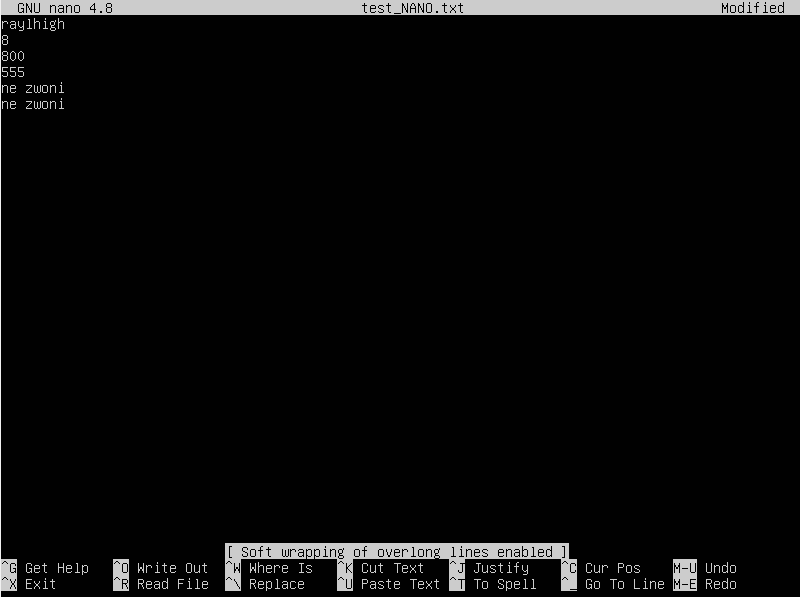 GNU nano 4.8 test_NANO.txt Modified
raylhigh
8
800
555
ne zwoni
ne zwoni
[ Soft wrapping of overlong lines enabled ]
^G Get Help ^O Write Out ^W Where Is ^K Cut Text ^J Justify ^C Cur Pos M-U Undo
^X Exit ^R Read File ^\ Replace ^U Paste Text ^T To Spell ^_ Go To Line M-E Redo